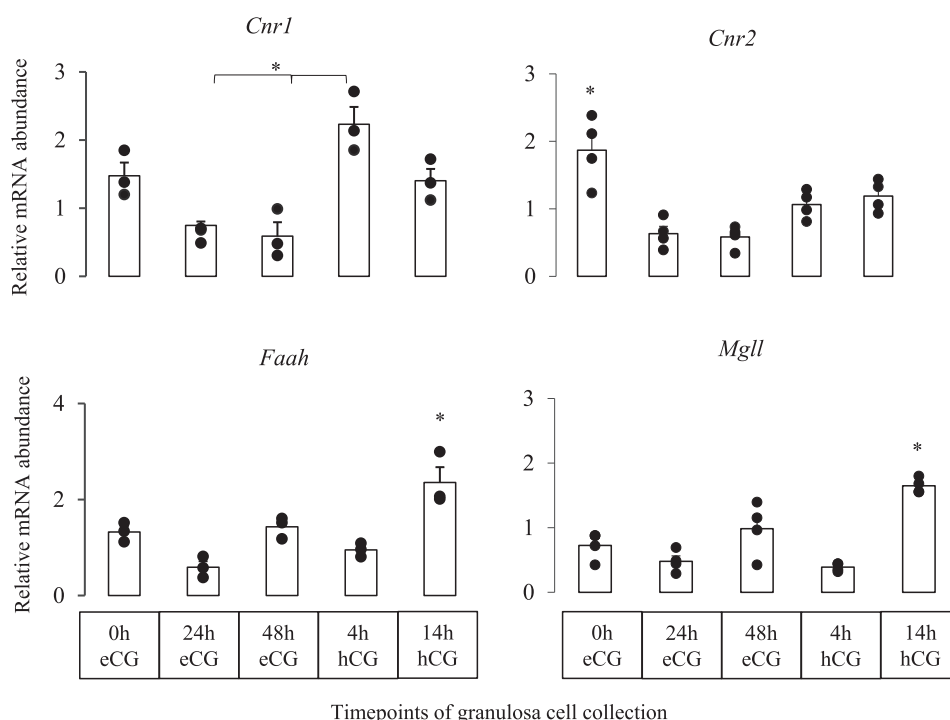 Cnr1
Cnr2
Relative mRNA abundance
3
2
1
0
*
3
2
1
0
*
Faah
Mgll
Relative mRNA abundance
4
2
0
*
3
2
1
0
*
0h eCG
24h eCG
48h eCG
4h hCG
14h hCG
0h eCG
24h eCG
48h eCG
4h hCG
14h hCG
Timepoints of granulosa cell collection